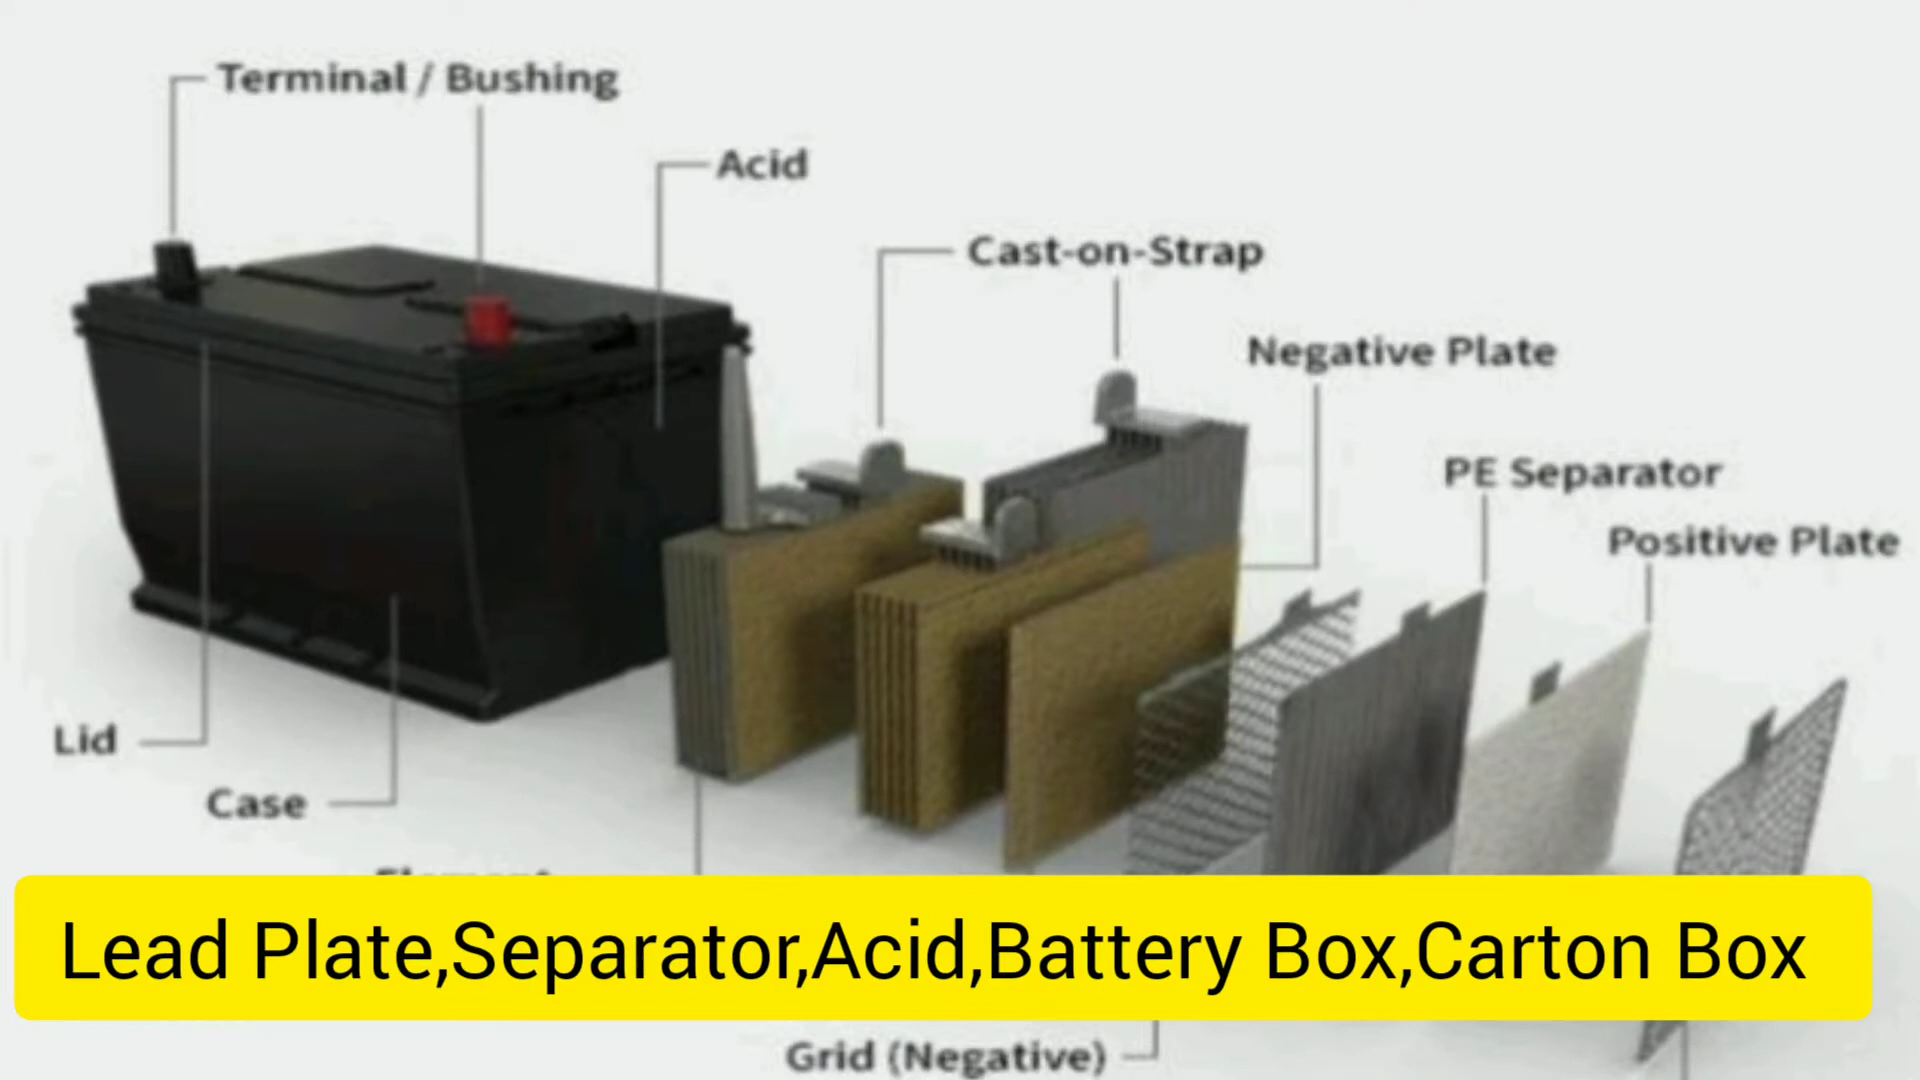 Terminal / Bushing
Acid
Cast-on-Strap
Negative Plate
PE Separator
Positive Plate
Lid
Case
Lead Plate,Separator,Acid,Battery Box,Carton Box
Grid (Negative)